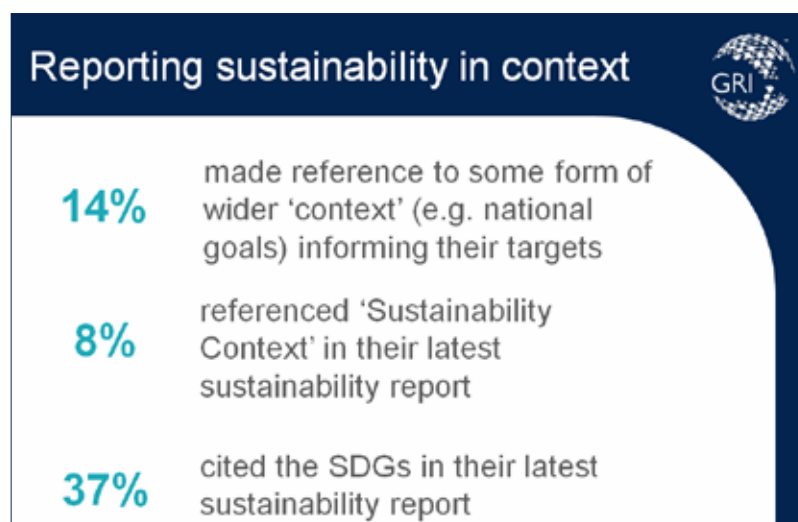 Reporting sustainability in context
GRI
14%
made reference to some form of
wider ‘context’ (e.g. national
goals) informing their targets
8%
referenced ‘Sustainability
Context’ in their latest
sustainability report
37%
cited the SDGs in their latest
sustainability report